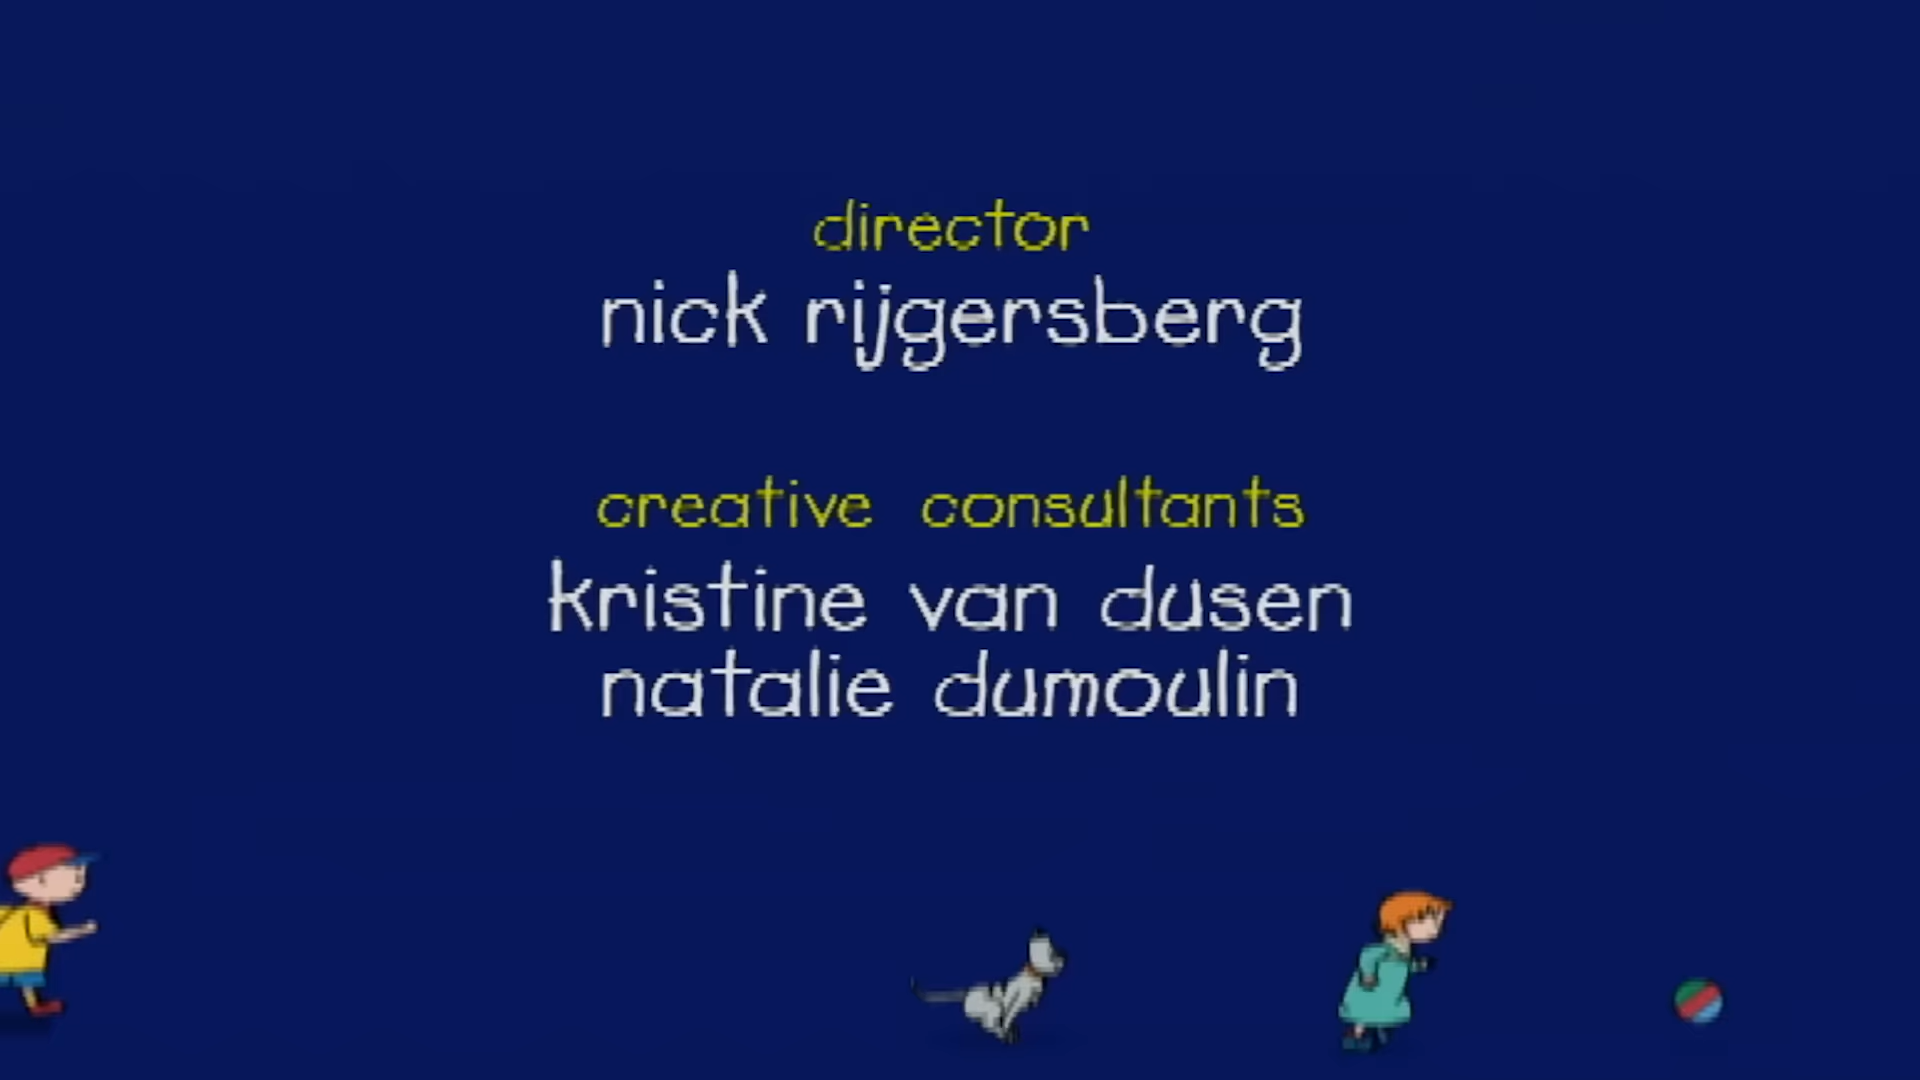 director
nick rijgersberg
creative consultants
kristine van dusen
natalie dumoulin